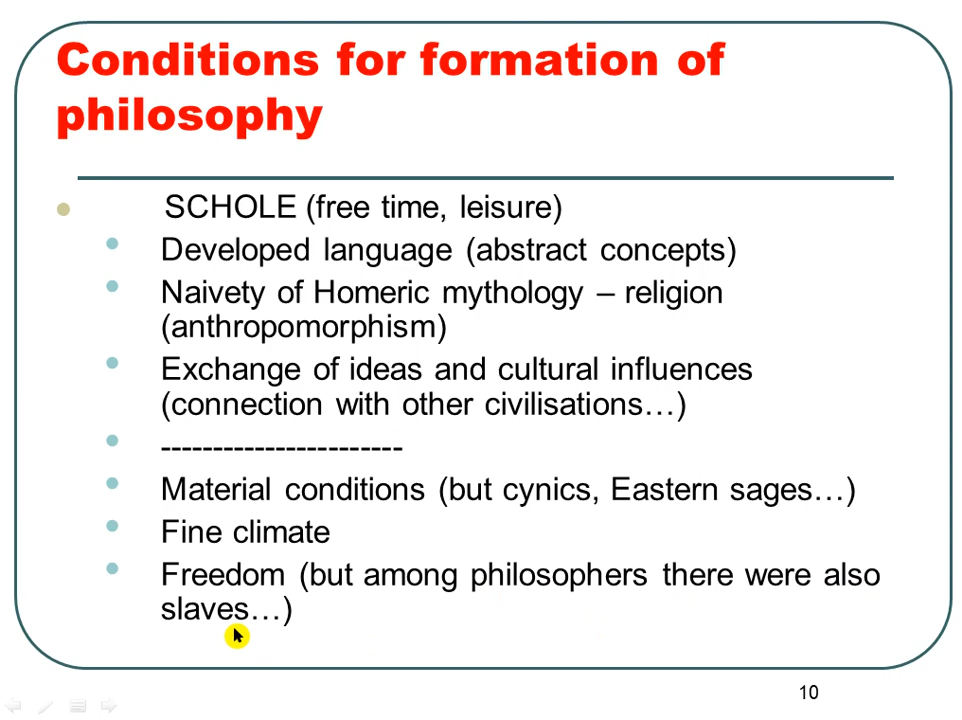 Conditions for formation of
philosophy
SCHOLE (free time, leisure)
Developed language (abstract concepts)
Naivety of Homeric mythology – religion
(anthropomorphism)
Exchange of ideas and cultural influences
(connection with other civilisations…)
-----------------------
Material conditions (but cynics, Eastern sages…)
Fine climate
Freedom (but among philosophers there were also
slaves…)
10